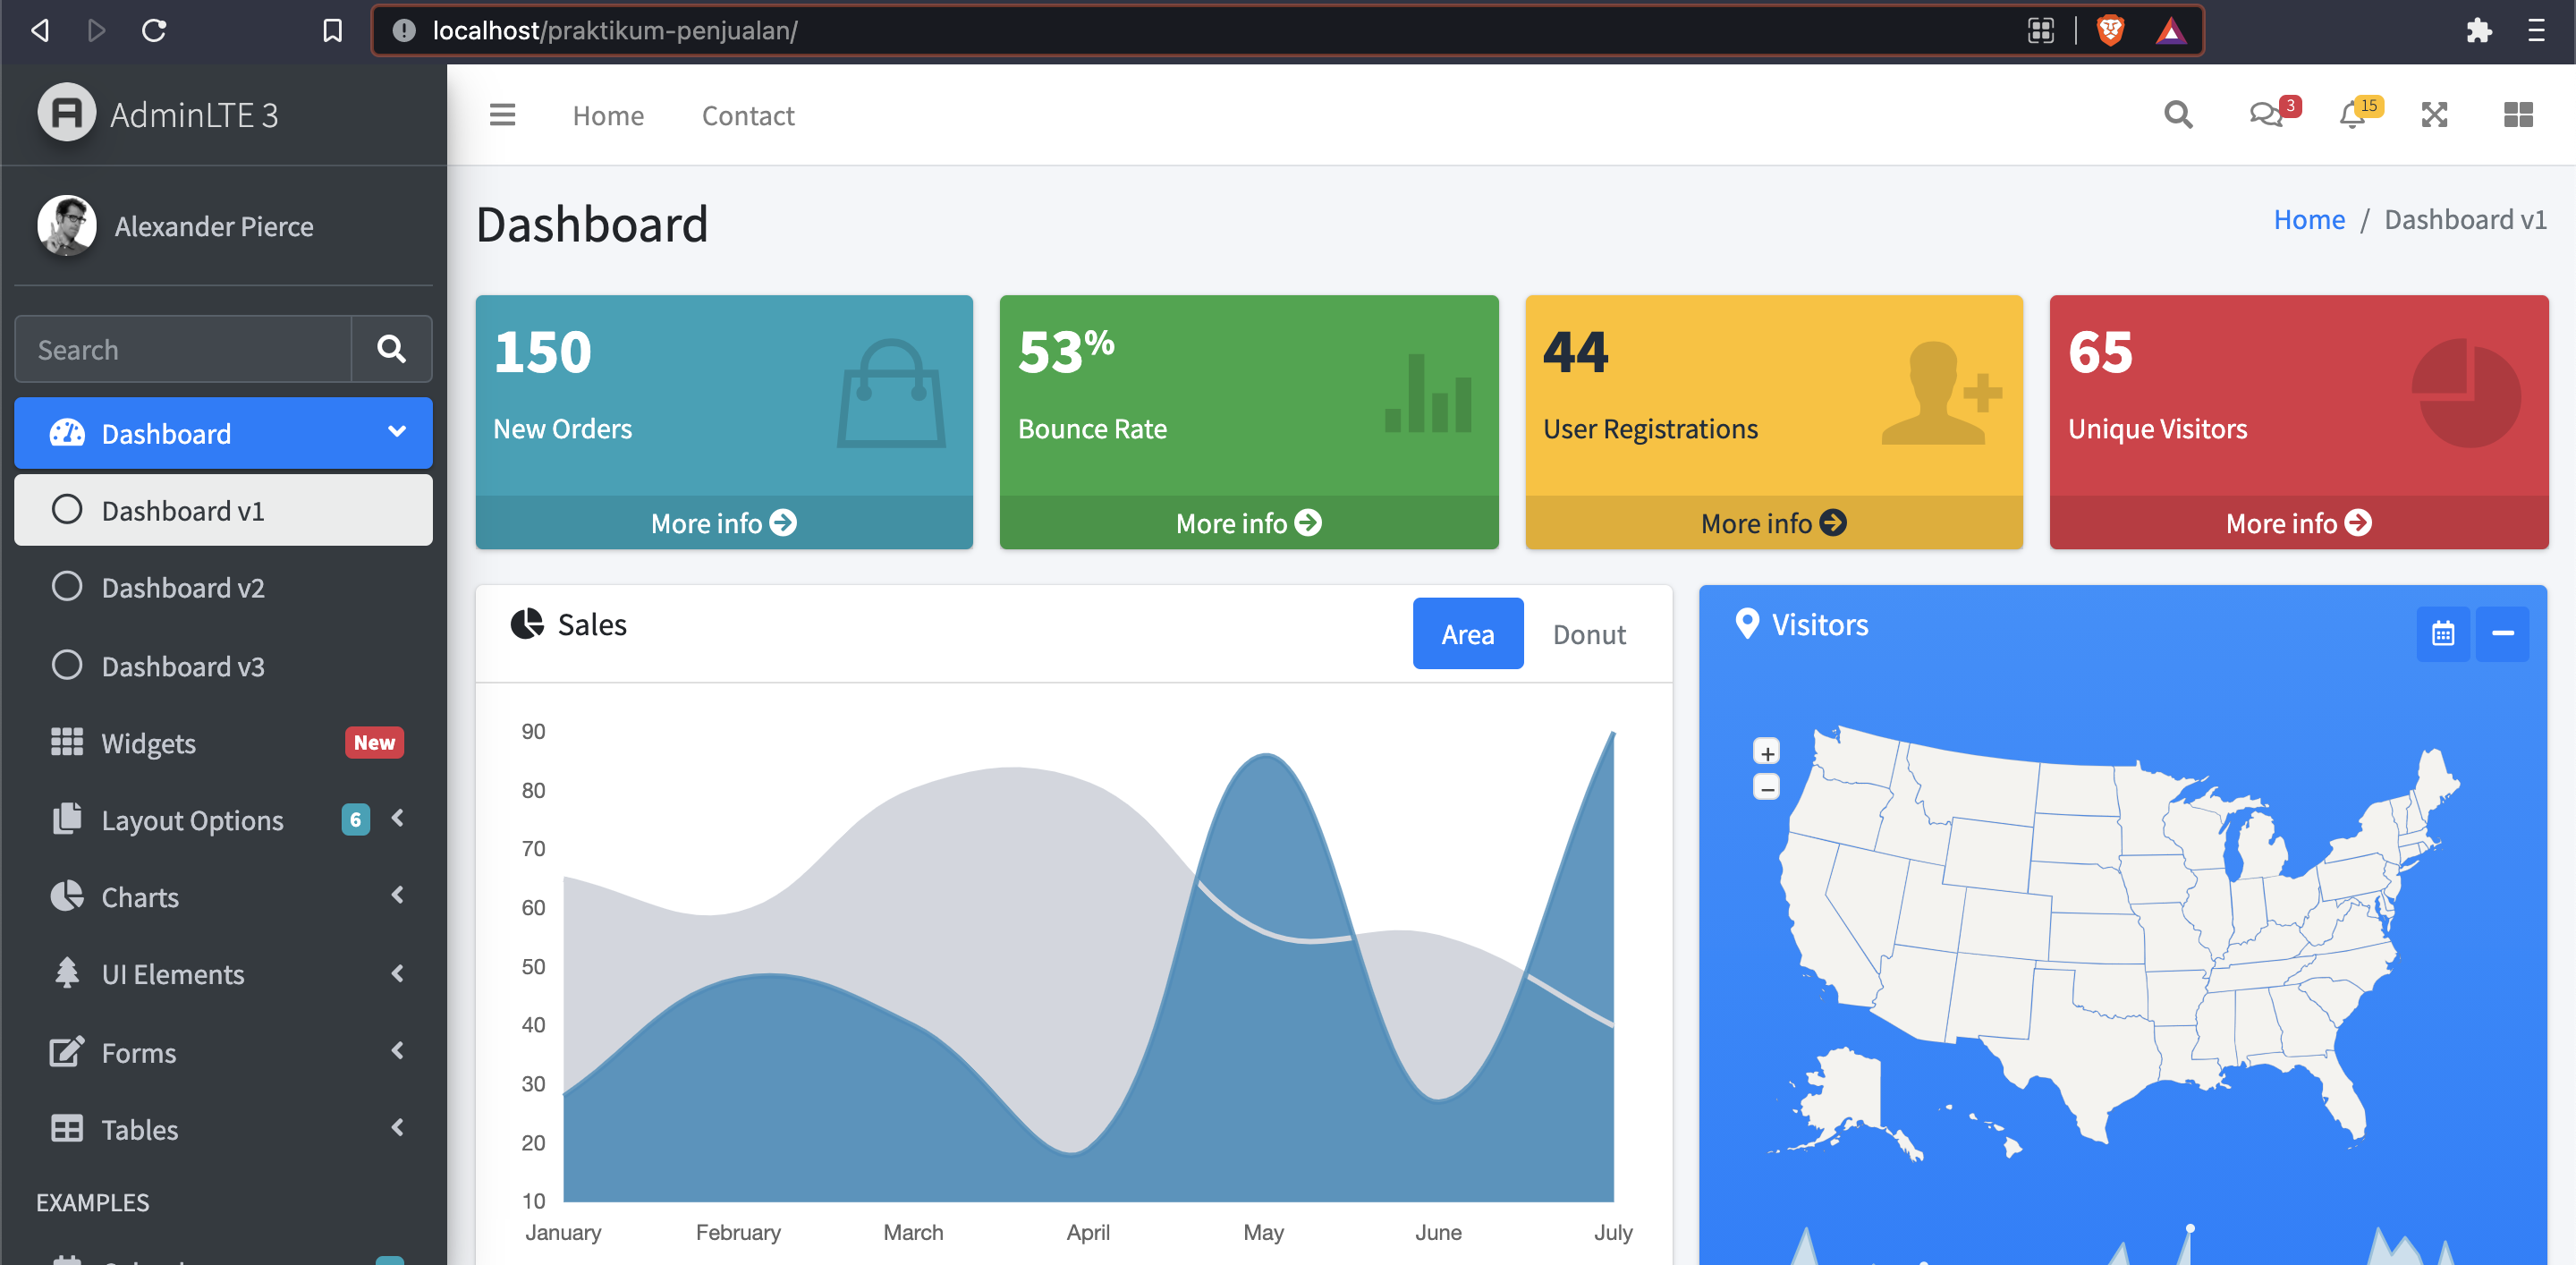 localhost/praktikum-penjualan/
AdminLTE 3
Home Contact
3
15
Alexander Pierce
Dashboard
Home / Dashboard v1
Search
Dashboard
Dashboard v1
Dashboard v2
Dashboard v3
Widgets New
Layout Options 6
Charts
UI Elements
Forms
Tables
EXAMPLES
150
New Orders
More info
53%
Bounce Rate
More info
44
User Registrations
More info
65
Unique Visitors
More info
Sales
Area Donut
90
80
70
60
50
40
30
20
10
January February March April May June July
Visitors
+
−